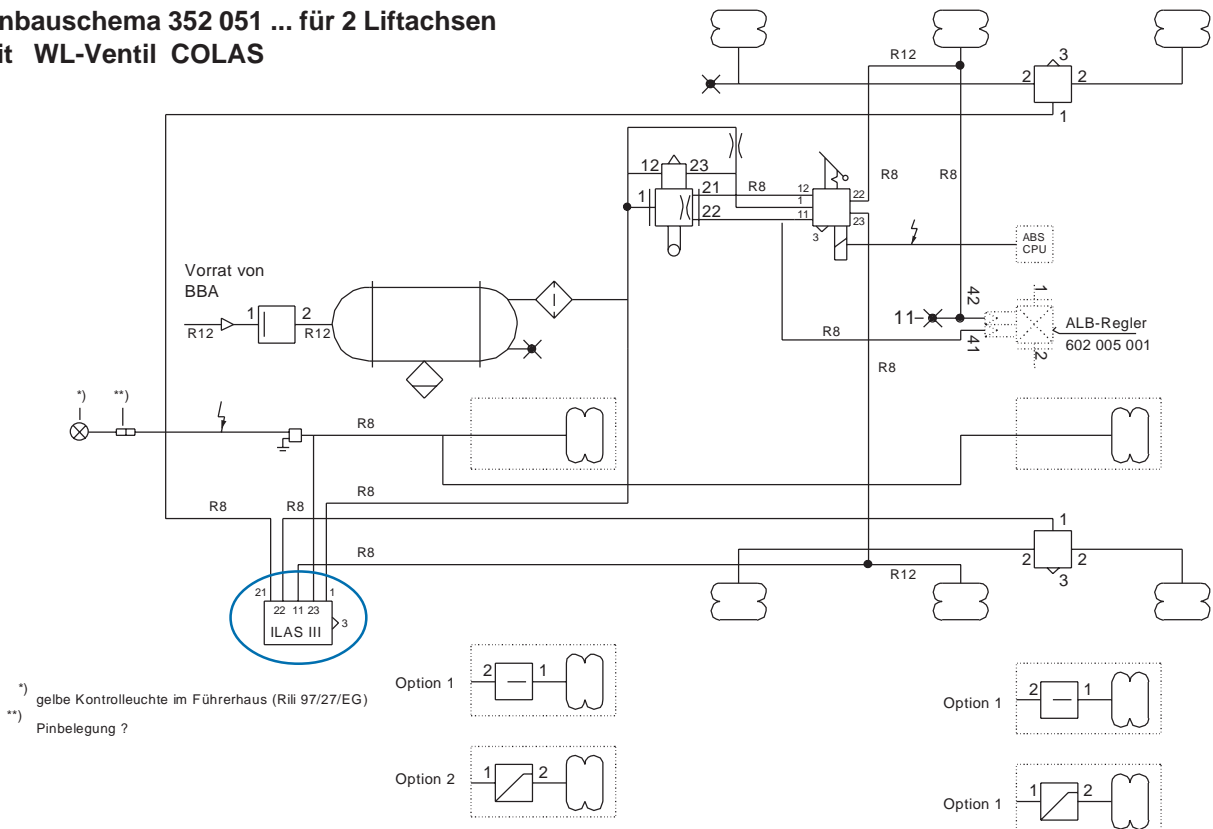 nbauschema 352 051 ... für 2 Liftachsen
it WL-Ventil COLAS
R12
3
2
2
1
12
23
1
21
R8
22
12
1
11
22
23
3
R8
R8
ABS
CPU
Vorrat von
BBA
1
2
R12
R12
42
1
11
41
2
ALB-Regler
602 005 001
R8
R8
*)
**)
R8
R8
R8
R8
R8
1
2
2
3
R12
21
22
11
23
1
ILAS III
3
*)
gelbe Kontrolleuchte im Führerhaus (Rili 97/27/EG)
**)
Pinbelegung ?
Option 1
2
1
Option 1
2
1
Option 2
1
2
Option 1
1
2